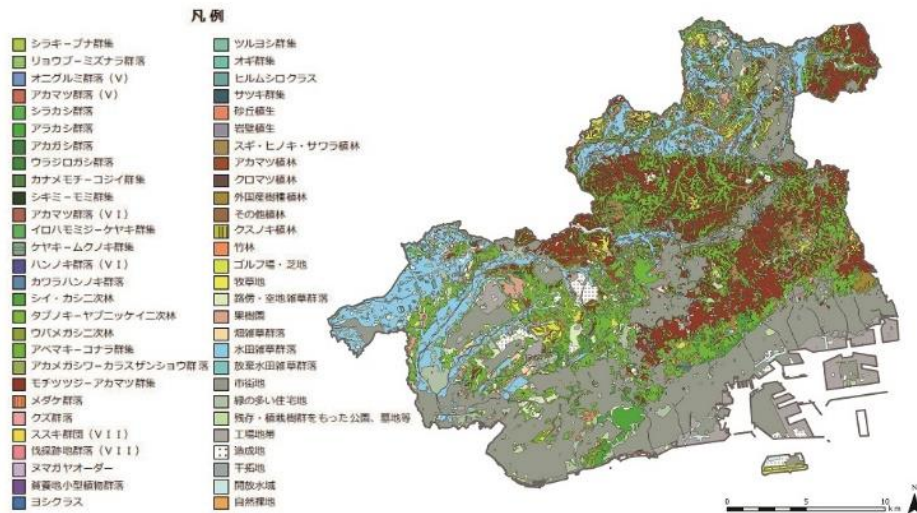 凡例
シラキ－ブナ群集
リョウブ－ミズナラ群落
オニグルミ群落（V）
アカマツ群落（V）
シラカシ群落
アラカシ群落
アカガシ群落
ウラジロガシ群落
カナメモチ－コジイ群集
シキミ－モミ群集
アカマツ群落（VI）
イロハモミジ－ケヤキ群集
ケヤキ－ムクノキ群集
ハンノキ群落（VI）
カワラハンノキ群落
シイ・カシ二次林
タブノキ－ヤブニッケイ二次林
ウバメガシ二次林
アベマキ－コナラ群集
アカメガシワ－カラスザンショウ群落
モチツツジ－アカマツ群集
メダケ群落
クズ群落
ススキ群団（VII）
伐採跡地群落（VII）
ヌマガヤオーダー
貧養地小型植物群落
ヨシクラス
ツルヨシ群集
オギ群集
ヒルムシロクラス
サツキ群集
砂丘植生
岩壁植生
スギ・ヒノキ・サワラ植林
アカマツ植林
クロマツ植林
外国産樹種植林
その他植林
クスノキ植林
竹林
ゴルフ場・芝地
牧草地
路傍・空地雑草群落
果樹園
畑雑草群落
水田雑草群落
放棄水田雑草群落
市街地
緑の多い住宅地
残存・植栽樹群をもった公園、墓地等
工場地帯
造成地
干拓地
開放水域
自然裸地
N
0 5 10
km